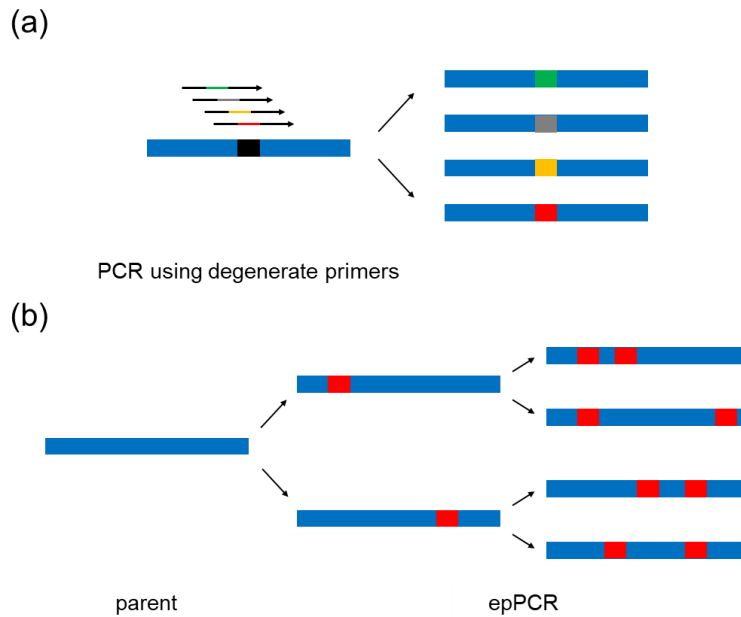 (a)
PCR using degenerate primers
(b)
parent
epPCR